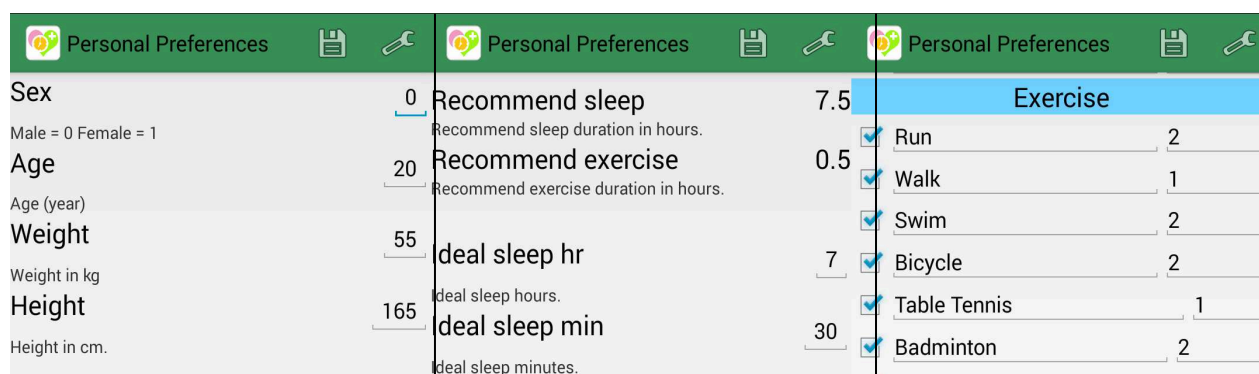 Personal Preferences
Sex 0
Male = 0 Female = 1
Age 20
Age (year)
Weight 55
Weight in kg
Height 165
Height in cm.
Personal Preferences
Recommend sleep 7.5
Recommend sleep duration in hours.
Recommend exercise 0.5
Recommend exercise duration in hours.
Ideal sleep hr 7
Ideal sleep hours.
Ideal sleep min 30
Ideal sleep minutes.
Personal Preferences
Exercise
Run 2
Walk 1
Swim 2
Bicycle 2
Table Tennis 1
Badminton 2